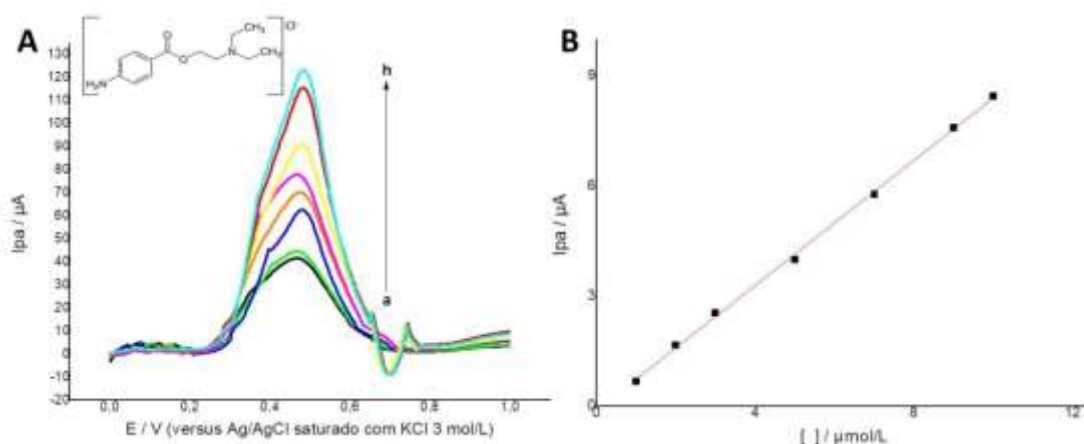 A
B
O
CH₃
Cl⁻
O
N
CH₃
H₂N
130
120
110
100
90
80
70
60
50
40
30
20
10
0
-10
-20
Ipa / µA
h
a
0,0
0,2
0,4
0,6
0,8
1,0
E / V (versus Ag/AgCl saturado com KCl 3 mol/L)
9
6
3
0
Ipa / µA
0
4
8
12
[ ] / µmol/L